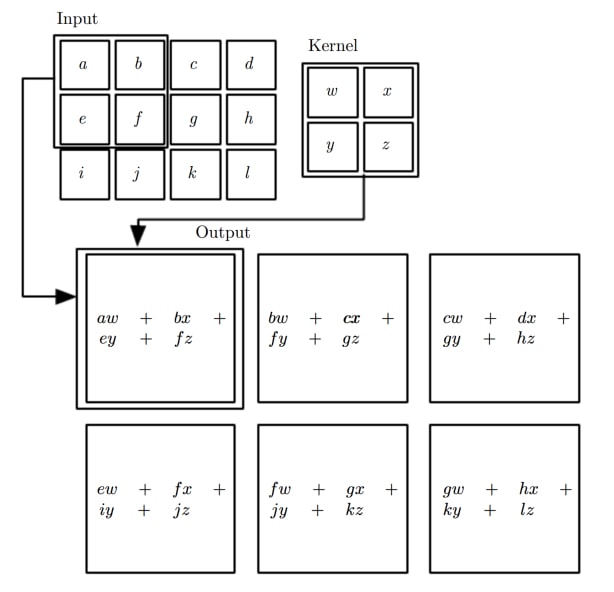 Input
Kernel
a b c d
e f g h
i j k l
w x
y z
Output
aw + bx +
ey + fz
bw + cx +
fy + gz
cw + dx +
gy + hz
ew + fx +
iy + jz
fw + gx +
jy + kz
gw + hx +
ky + lz